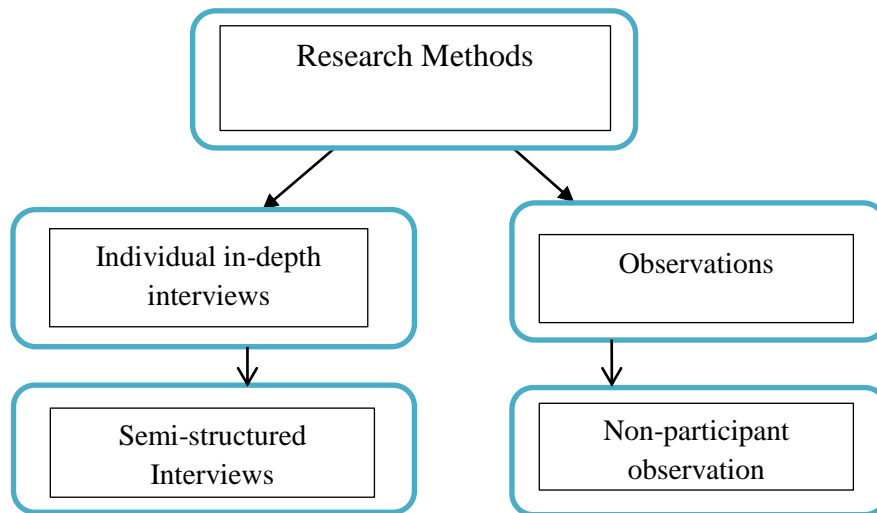 Research Methods
Individual in-depth
interviews
Observations
Semi-structured
Interviews
Non-participant
observation